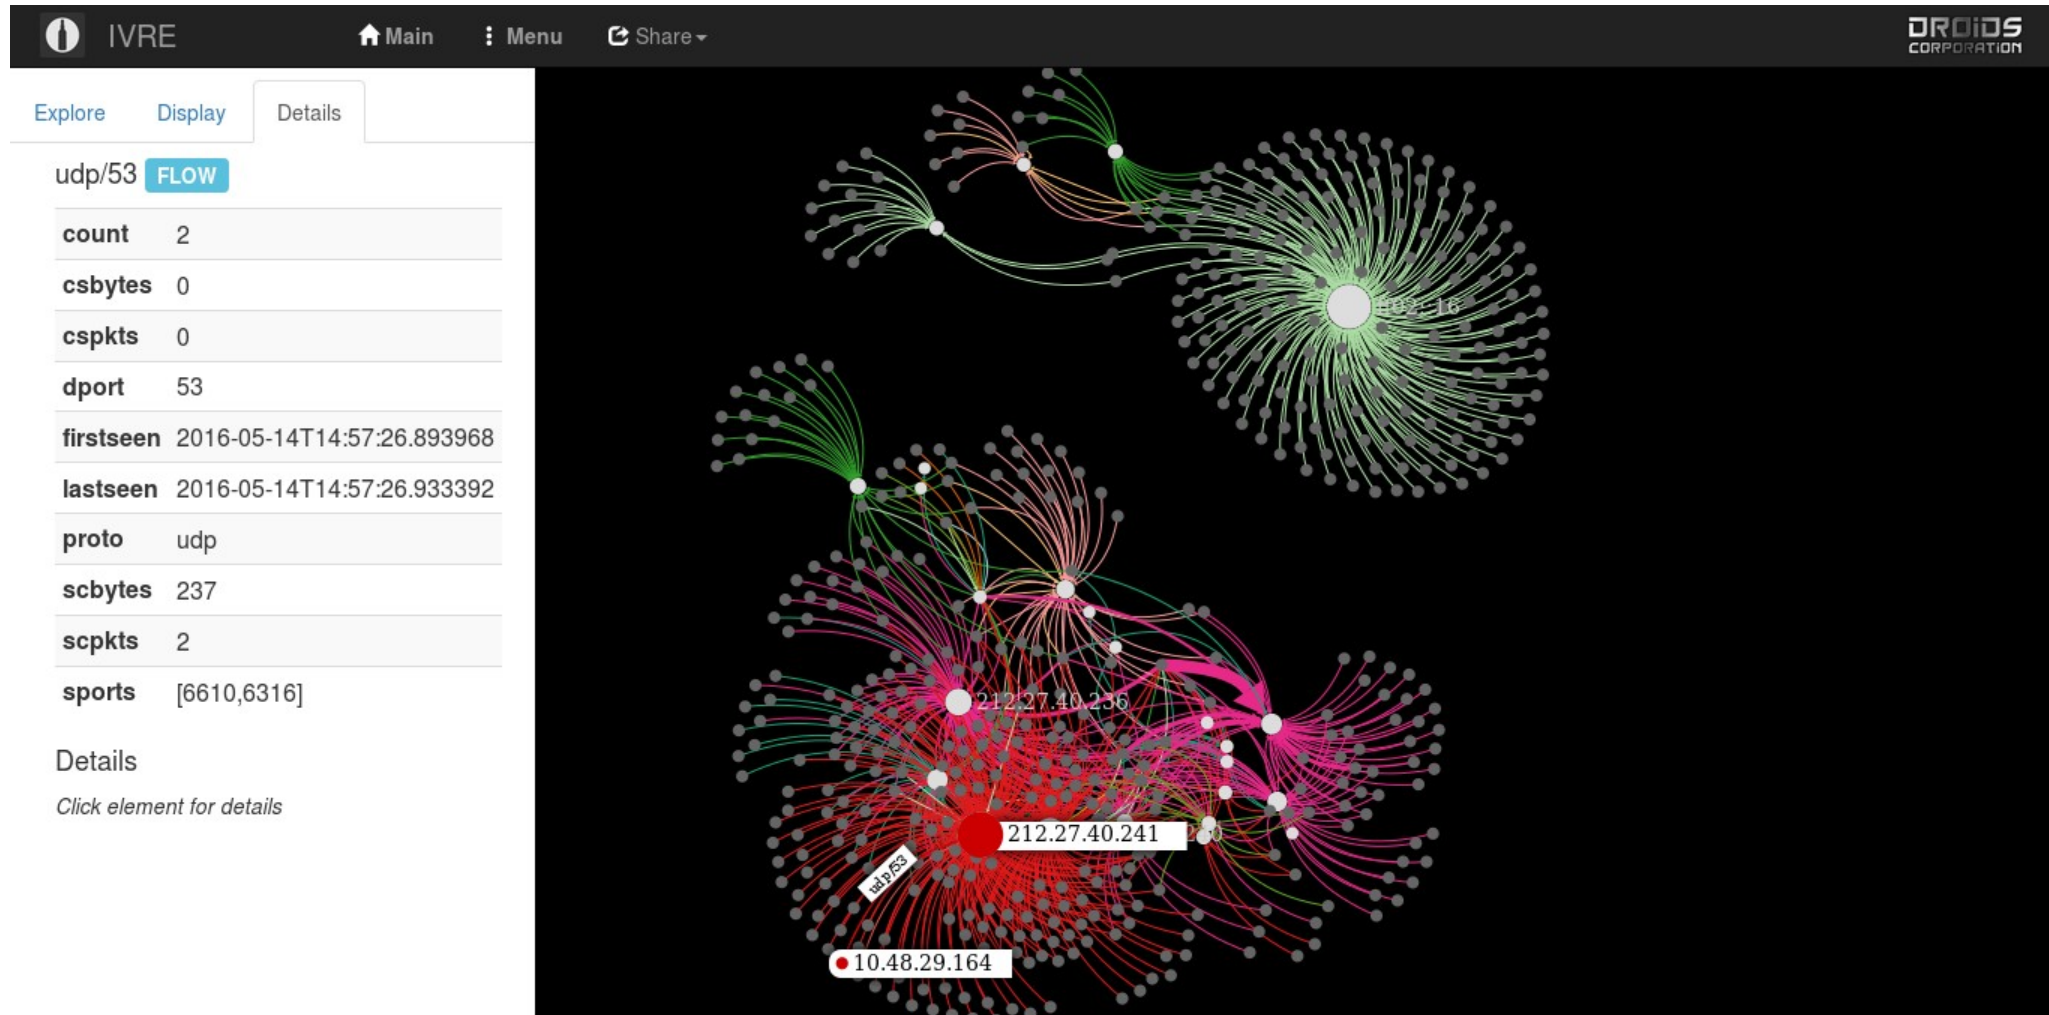 IVRE
Main
Menu
Share
DROIDS
CORPORATION
Explore
Display
Details
udp/53 FLOW
count 2
csbytes 0
cspkts 0
dport 53
firstseen 2016-05-14T14:57:26.893968
lastseen 2016-05-14T14:57:26.933392
proto udp
scbytes 237
scpkts 2
sports [6610,6316]
Details
Click element for details
212.27.40.236
212.27.40.241
udp/53
10.48.29.164